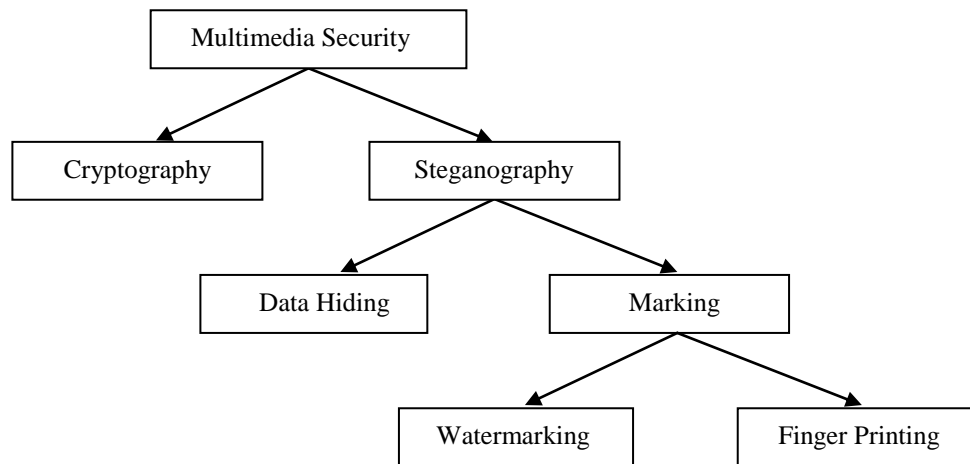 Multimedia Security
Cryptography
Steganography
Data Hiding
Marking
Watermarking
Finger Printing